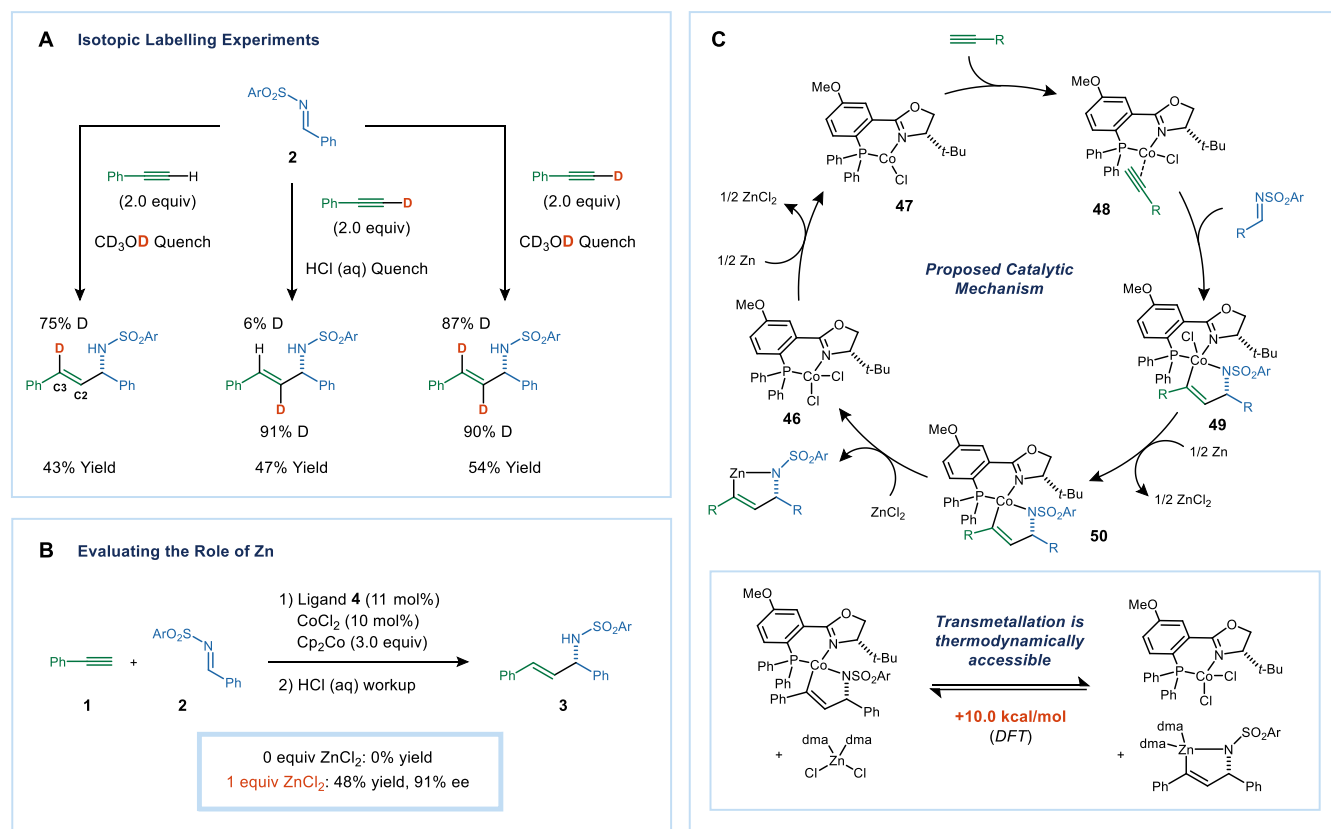 A Isotopic Labelling Experiments
ArO2S
N
Ph
2
Ph H
(2.0 equiv)
CD3OD Quench
Ph D
(2.0 equiv)
HCl (aq) Quench
Ph D
(2.0 equiv)
CD3OD Quench
75% D
D
HN
SO2Ar
Ph
C3
C2
Ph
43% Yield
6% D
H
HN
SO2Ar
Ph
Ph
D
91% D
47% Yield
87% D
D
HN
SO2Ar
Ph
Ph
D
90% D
54% Yield
B Evaluating the Role of Zn
Ph
1
+
ArO2S
N
Ph
2
1) Ligand 4 (11 mol%)
CoCl2 (10 mol%)
Cp2Co (3.0 equiv)
2) HCl (aq) workup
HN
SO2Ar
Ph
Ph
3
0 equiv ZnCl2: 0% yield
1 equiv ZnCl2: 48% yield, 91% ee
C
R
MeO
O
N
P
Ph
Ph
Co
Cl
t-Bu
47
MeO
O
N
P
Ph
Ph
Co
Cl
t-Bu
R
48
NSO2Ar
R
MeO
O
Cl
N
P
Ph
Ph
Co
t-Bu
NSO2Ar
R
R
49
1/2 Zn
1/2 ZnCl2
MeO
O
N
P
Ph
Ph
Co
t-Bu
NSO2Ar
R
R
50
ZnCl2
Zn
N
SO2Ar
R
R
MeO
O
N
P
Ph
Ph
Co
Cl
Cl
t-Bu
46
1/2 Zn
1/2 ZnCl2
Proposed Catalytic
Mechanism
MeO
O
N
P
Ph
Ph
Co
t-Bu
NSO2Ar
Ph
Ph
+
dma
dma
Zn
Cl
Cl
Transmetallation is
thermodynamically
accessible
+10.0 kcal/mol
(DFT)
MeO
O
N
P
Ph
Ph
Co
Cl
Cl
t-Bu
+
dma
dma
Zn
N
SO2Ar
Ph
Ph